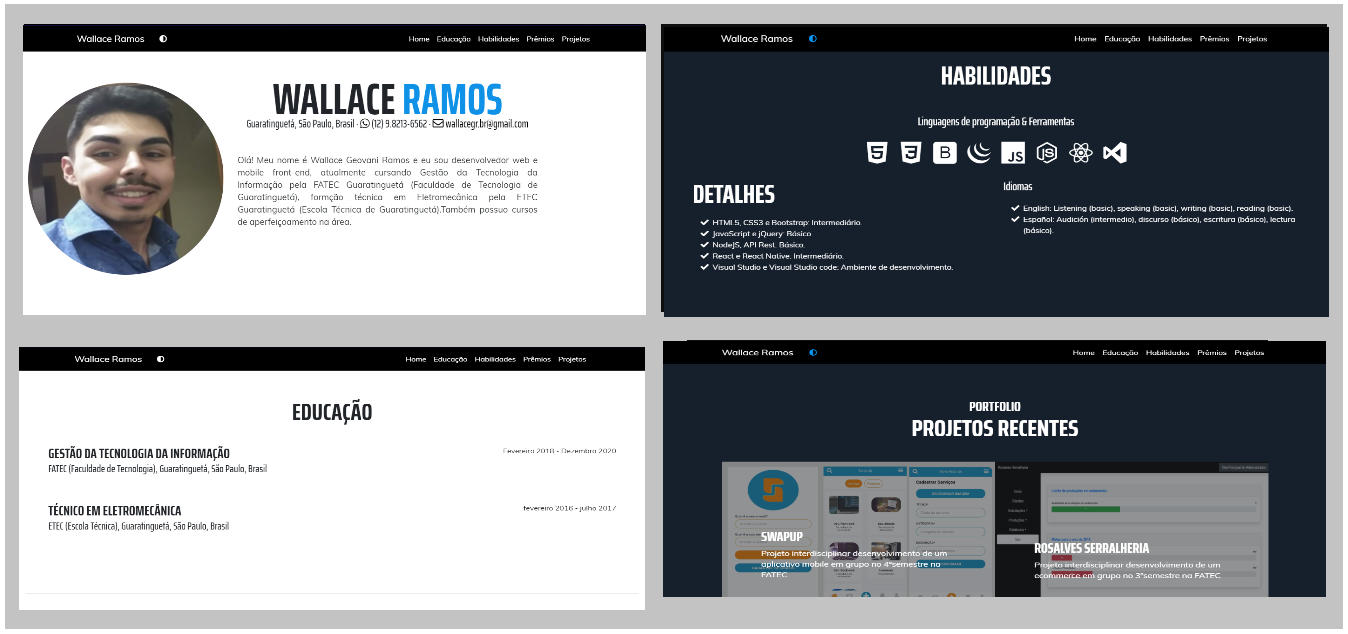 Wallace Ramos
Home Educação Habilidades Prêmios Projetos
WALLACE RAMOS
Guaratinguetá, São Paulo, Brasil · (12) 9.8213-6562 · wallacegr.br@gmail.com
Olá! Meu nome é Wallace Geovani Ramos e eu sou desenvolvedor web e
mobile front-end, atualmente cursando Gestão da Tecnologia da
Informação pela FATEC Guaratinguetá (Faculdade de Tecnologia de
Guaratinguetá), formção técnica em Eletromecânica pela ETEC
Guaratinguetá (Escola Técnica de Guaratinguetá).Também possuo cursos
de aperfeiçoamento na área.
Wallace Ramos
Home Educação Habilidades Prêmios Projetos
HABILIDADES
Linguagens de programação & Ferramentas
B
JS
DETALHES
HTML5, CSS3 e Bootstrap: Intermediário.
JavaScript e jQuery: Básico
NodeJS, API Rest. Básico.
React e React Native. Intermediário.
Visual Studio e Visual Studio code: Ambiente de desenvolvimento.
Idiomas
English: Listening (basic), speaking (basic), writing (basic), reading (basic).
Español: Audición (intermedio), discurso (básico), escritura (básico), lectura
(básico).
Wallace Ramos
Home Educação Habilidades Prêmios Projetos
EDUCAÇÃO
GESTÃO DA TECNOLOGIA DA INFORMAÇÃO
Fevereiro 2018 - Dezembro 2020
FATEC (Faculdade de Tecnologia), Guaratinguetá, São Paulo, Brasil
TÉCNICO EM ELETROMECÂNICA
fevereiro 2016 - julho 2017
ETEC (Escola Técnica), Guaratinguetá, São Paulo, Brasil
Wallace Ramos
Home Educação Habilidades Prêmios Projetos
PORTFOLIO
PROJETOS RECENTES
Cadastrar Serviços
SWAPUP
Projeto interdisciplinar desenvolvimento de um
aplicativo mobile em grupo no 4°semestre na
FATEC
ROSALVES SERRALHERIA
Projeto interdisciplinar desenvolvimento de um
ecommerce em grupo no 3°semestre na FATEC